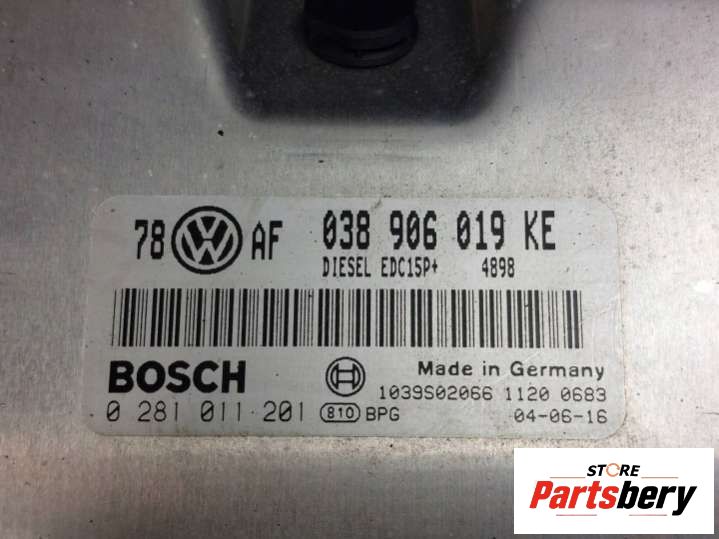 78 VW AF 038 906 019 KE
DIESEL EDC15P+ 4898
BOSCH
Made in Germany
1039S02066 1120 0683
0 281 011 201 810 BPG 04-06-16
STORE
Partsbery